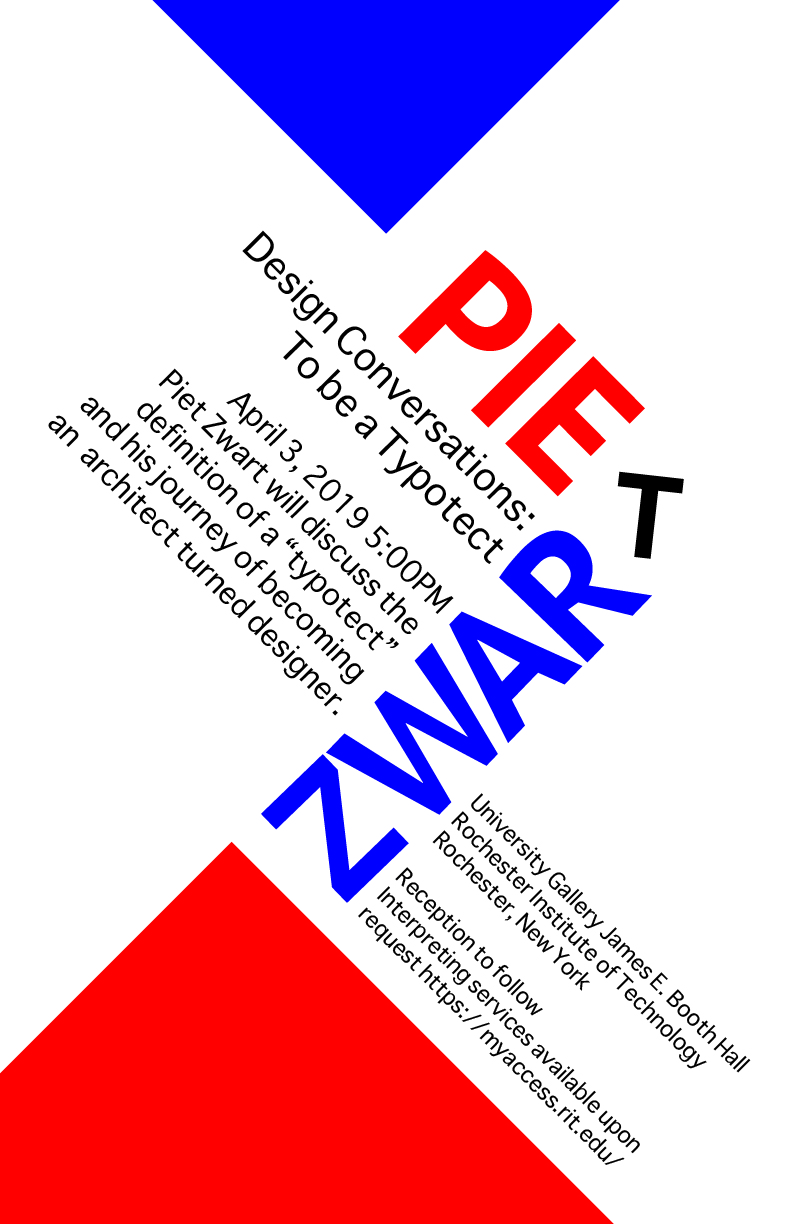 PIET
ZWART
Design Conversations:
To be a Typotect
April 3, 2019 5:00PM
Piet Zwart will discuss the
definition of a “typotect”
and his journey of becoming
an architect turned designer.
University Gallery James E. Booth Hall
Rochester Institute of Technology
Rochester, New York
Reception to follow
Interpreting services available upon
request https://myaccess.rit.edu/